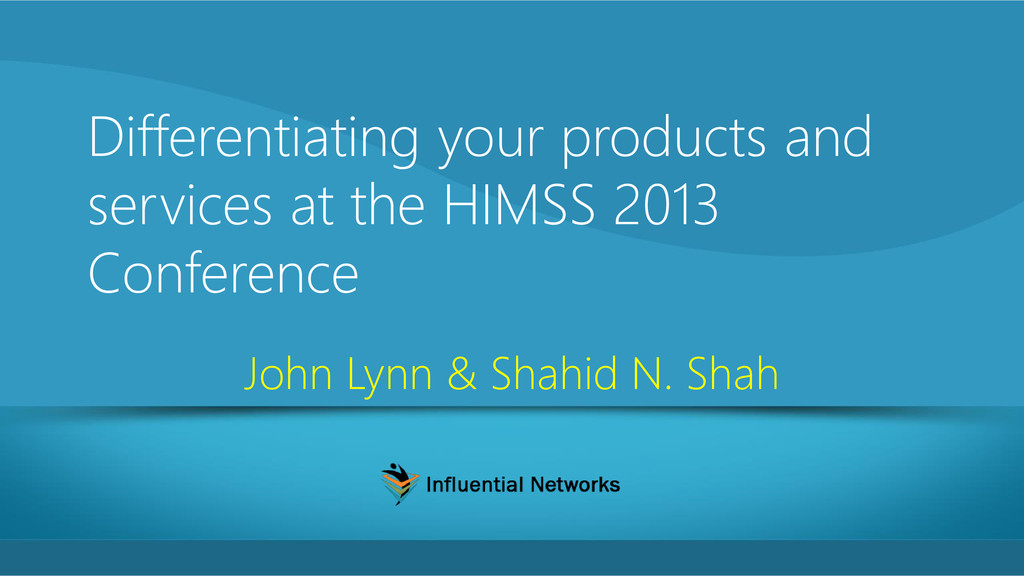 Differentiating your products and
services at the HIMSS 2013
Conference
John Lynn & Shahid N. Shah
Influential Networks